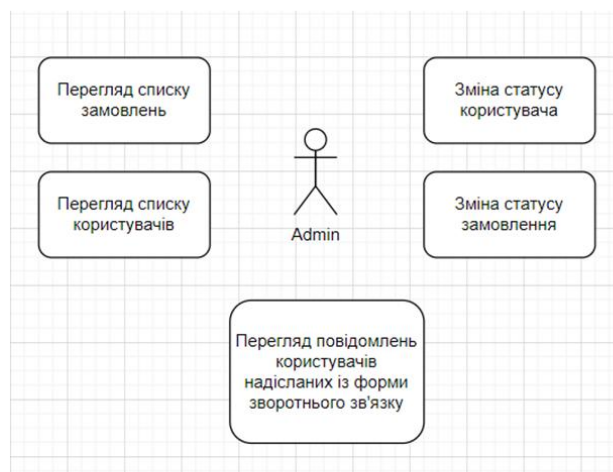 Перегляд списку
замовлень
Зміна статусу
користувача
Перегляд списку
користувачів
Admin
Зміна статусу
замовлення
Перегляд повідомлень
користувачів
надісланих із форми
зворотнього зв'язку